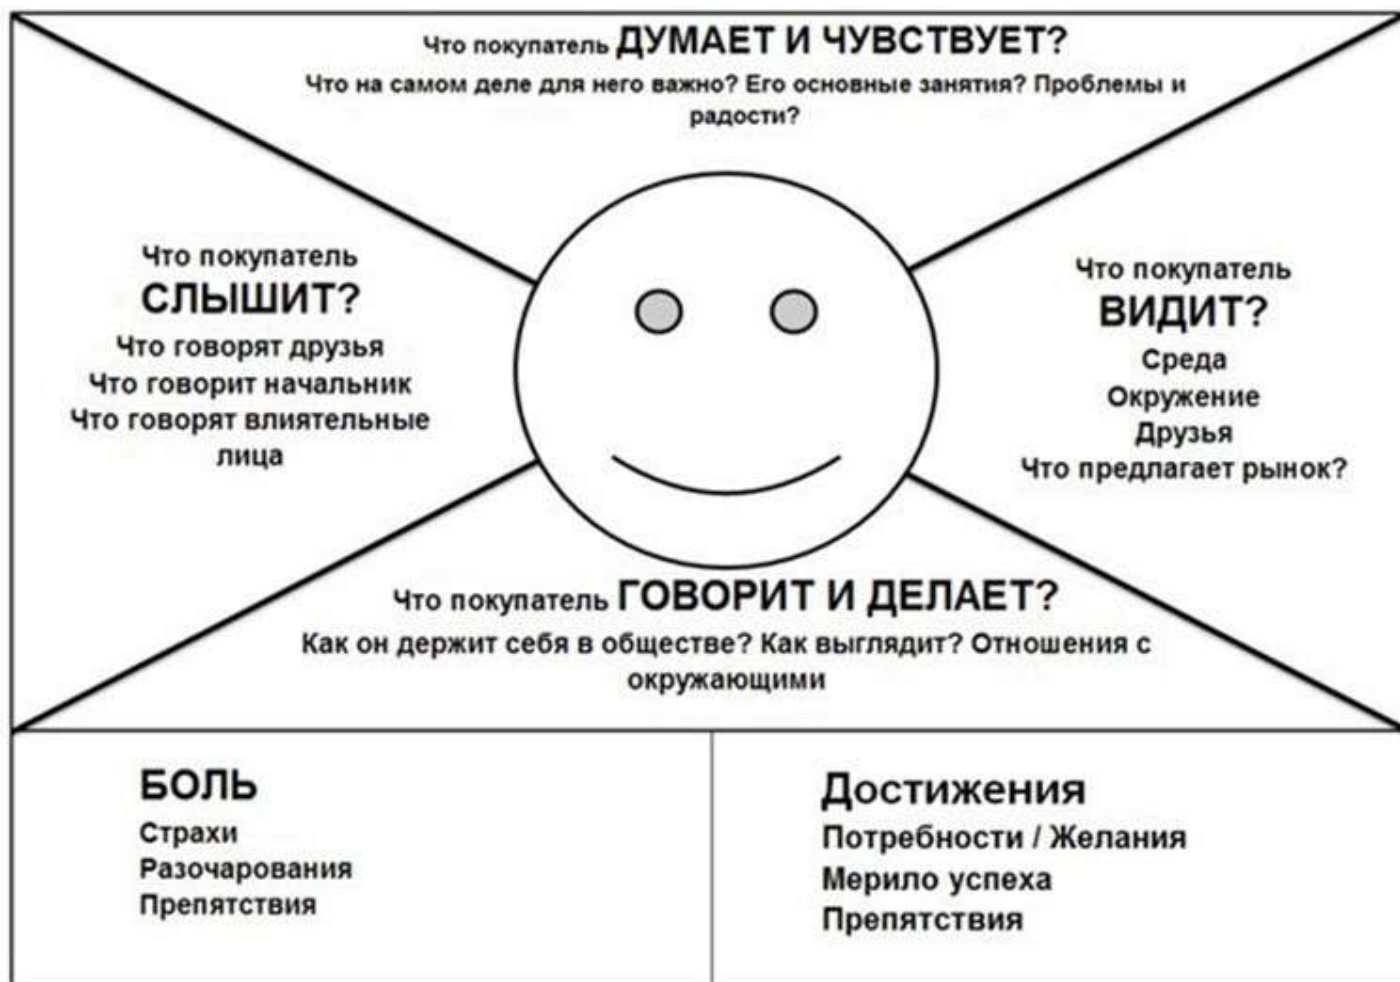 Что покупатель ДУМАЕТ И ЧУВСТВУЕТ?
Что на самом деле для него важно? Его основные занятия? Проблемы и
радости?
Что покупатель
СЛЫШИТ?
Что говорят друзья
Что говорит начальник
Что говорят влиятельные
лица
Что покупатель
ВИДИТ?
Среда
Окружение
Друзья
Что предлагает рынок?
Что покупатель ГОВОРИТ И ДЕЛАЕТ?
Как он держит себя в обществе? Как выглядит? Отношения с
окружающими
БОЛЬ
Страхи
Разочарования
Препятствия
Достижения
Потребности / Желания
Мерило успеха
Препятствия